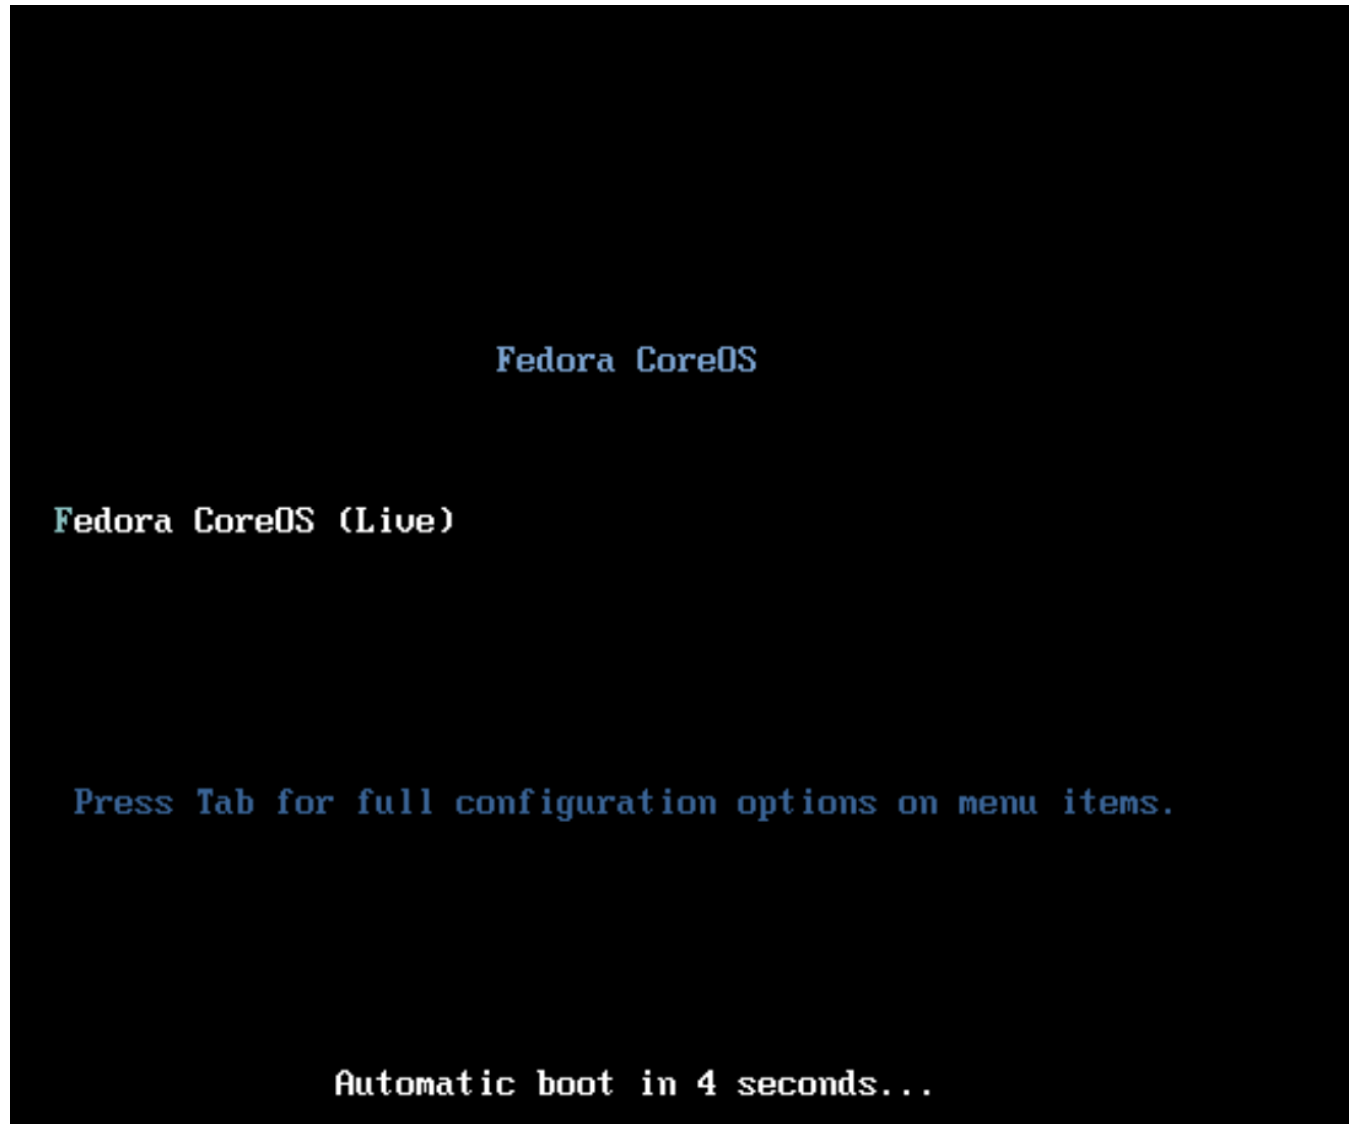 Fedora CoreOS
Fedora CoreOS (Live)
Press Tab for full configuration options on menu items.
Automatic boot in 4 seconds...